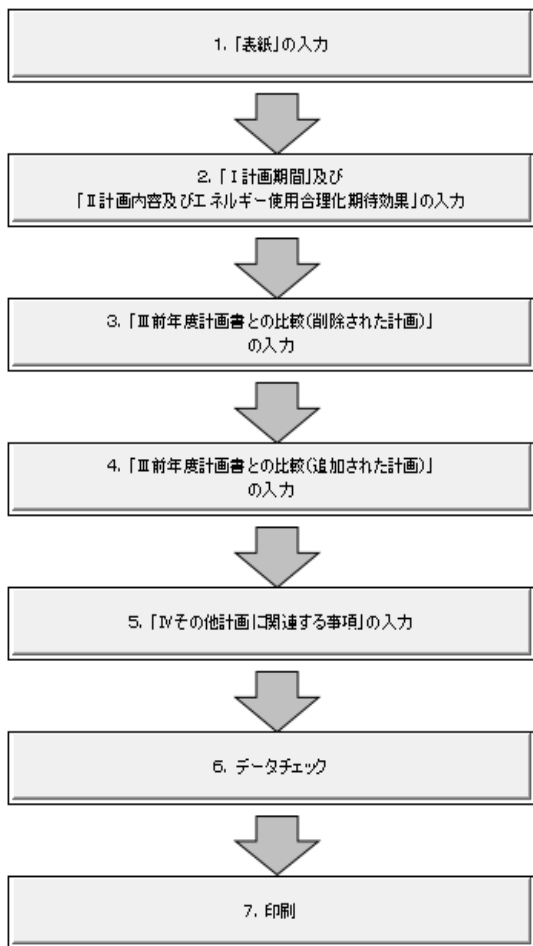 1. 「表紙」の入力
2. 「Ⅰ計画期間」及び
「Ⅱ計画内容及びエネルギー使用合理化期待効果」の入力
3. 「Ⅲ前年度計画書との比較(削除された計画)」
の入力
4. 「Ⅲ前年度計画書との比較(追加された計画)」
の入力
5. 「Ⅳその他計画に関連する事項」の入力
6. データチェック
7. 印刷